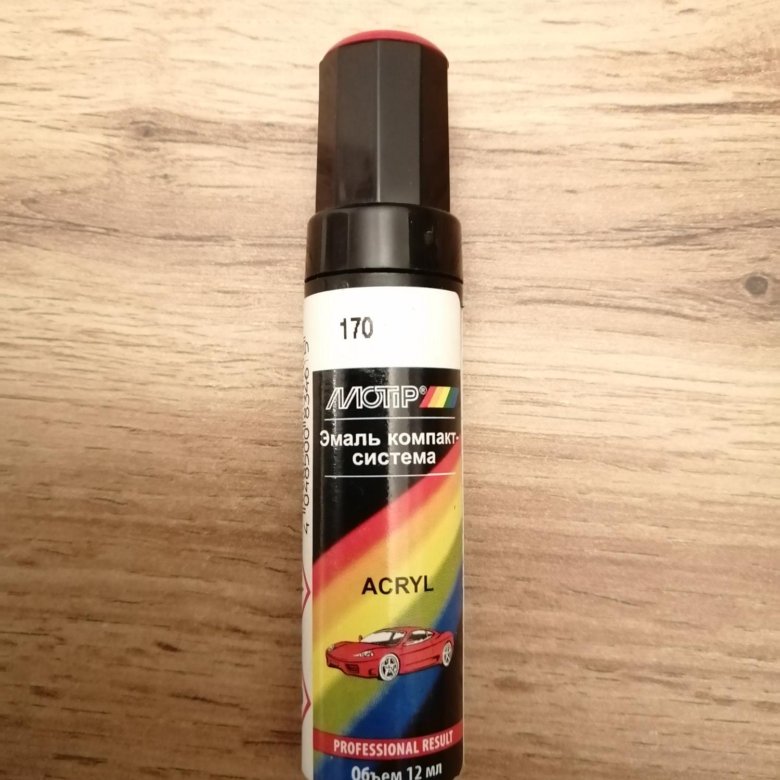 170
MOTIP®
Эмаль компакт-
система
ACRYL
PROFESSIONAL RESULT
Объем 12 мл